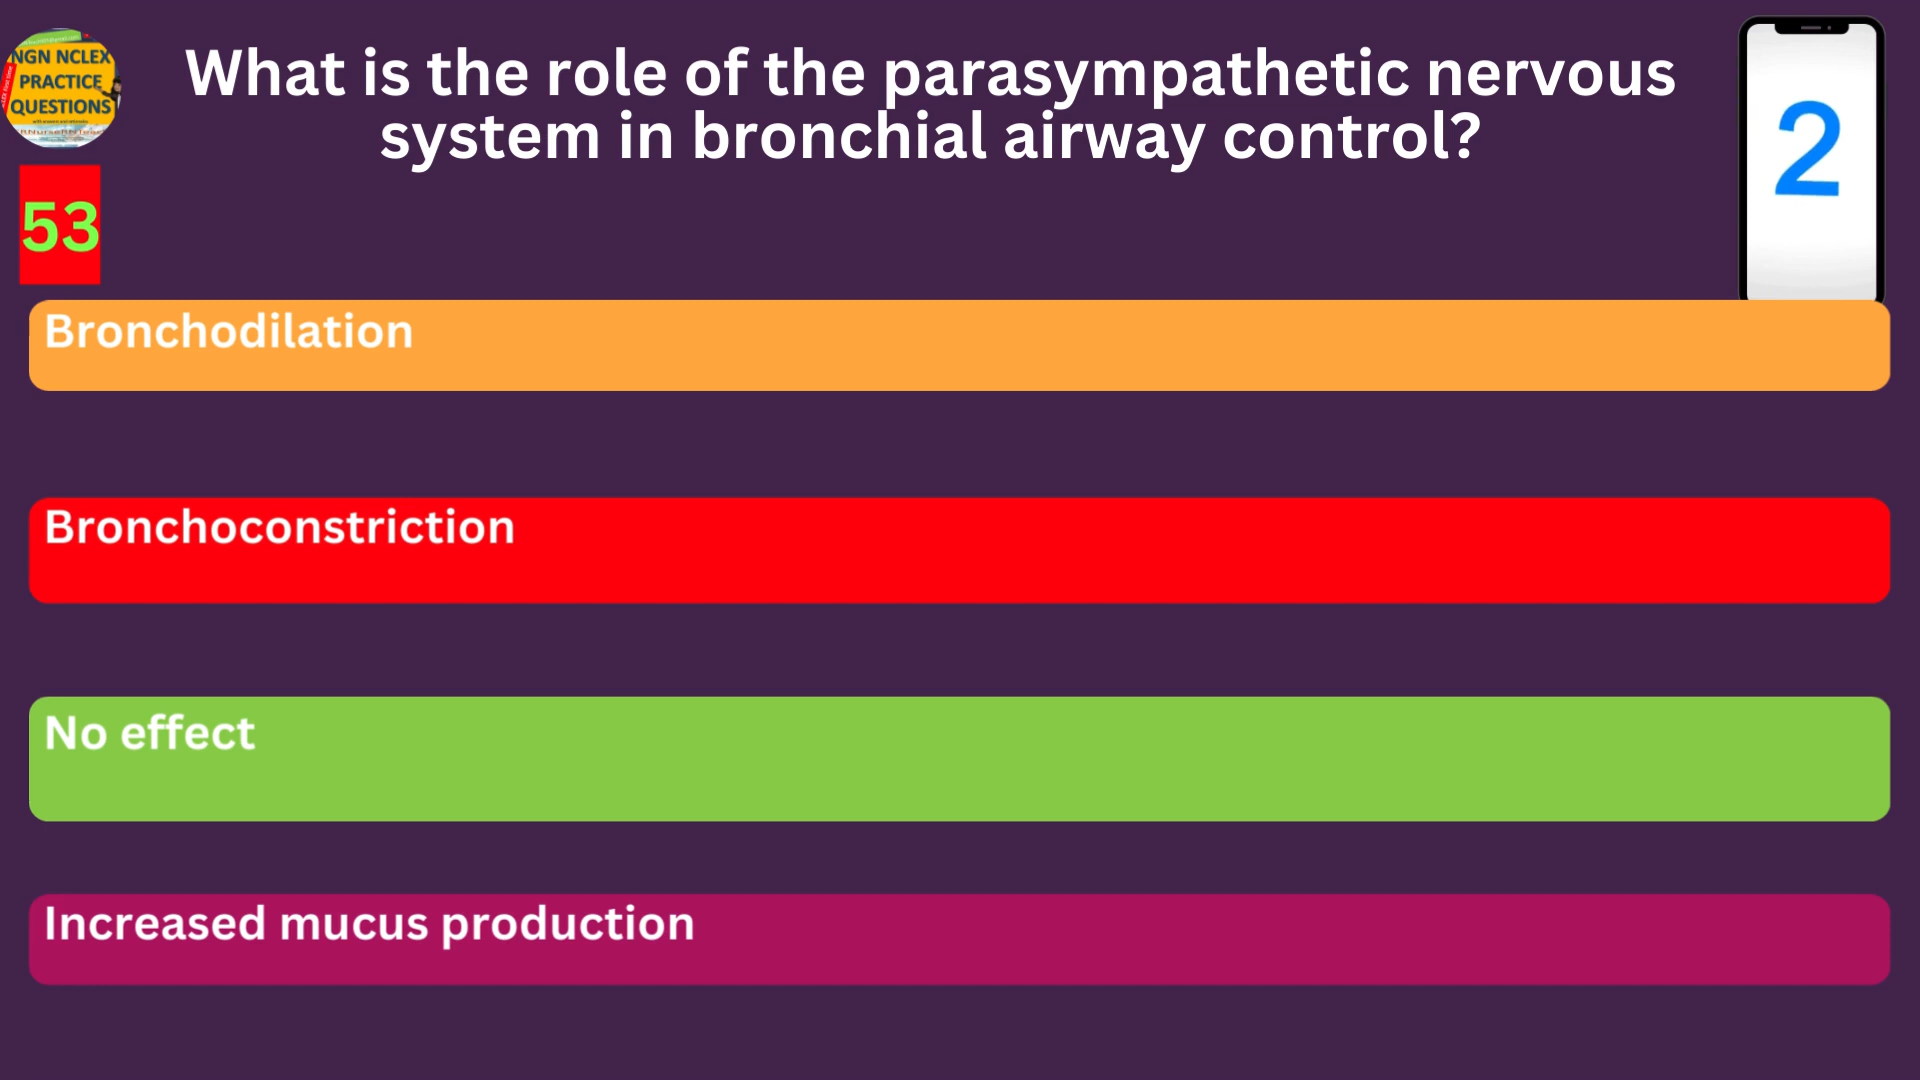 NGN NCLEX
PRACTICE
QUESTIONS
What is the role of the parasympathetic nervous
system in bronchial airway control?
2
53
Bronchodilation
Bronchoconstriction
No effect
Increased mucus production